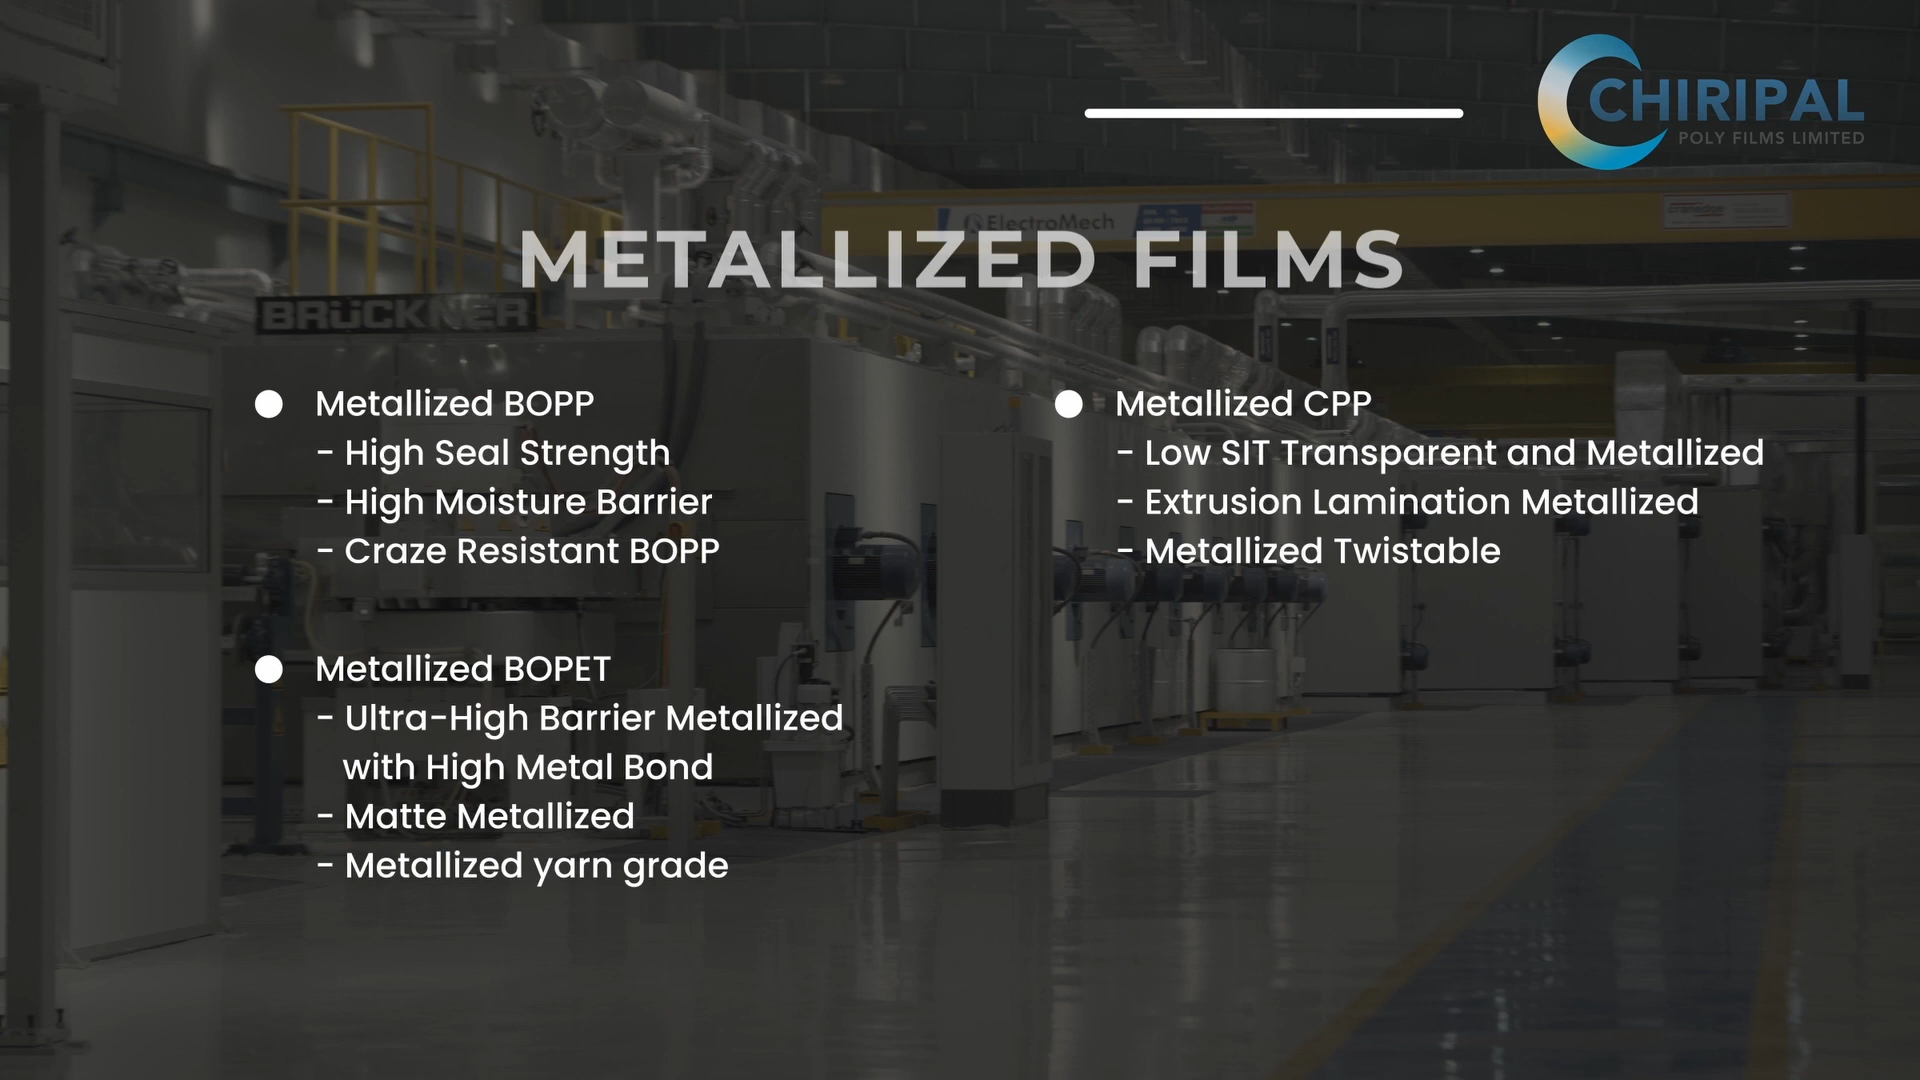 CHIRIPAL
POLY FILMS LIMITED
ElectroMech
METALLIZED FILMS
BRÜCKNER
Metallized BOPP
- High Seal Strength
- High Moisture Barrier
- Craze Resistant BOPP
Metallized BOPET
- Ultra-High Barrier Metallized
with High Metal Bond
- Matte Metallized
- Metallized yarn grade
Metallized CPP
- Low SIT Transparent and Metallized
- Extrusion Lamination Metallized
- Metallized Twistable